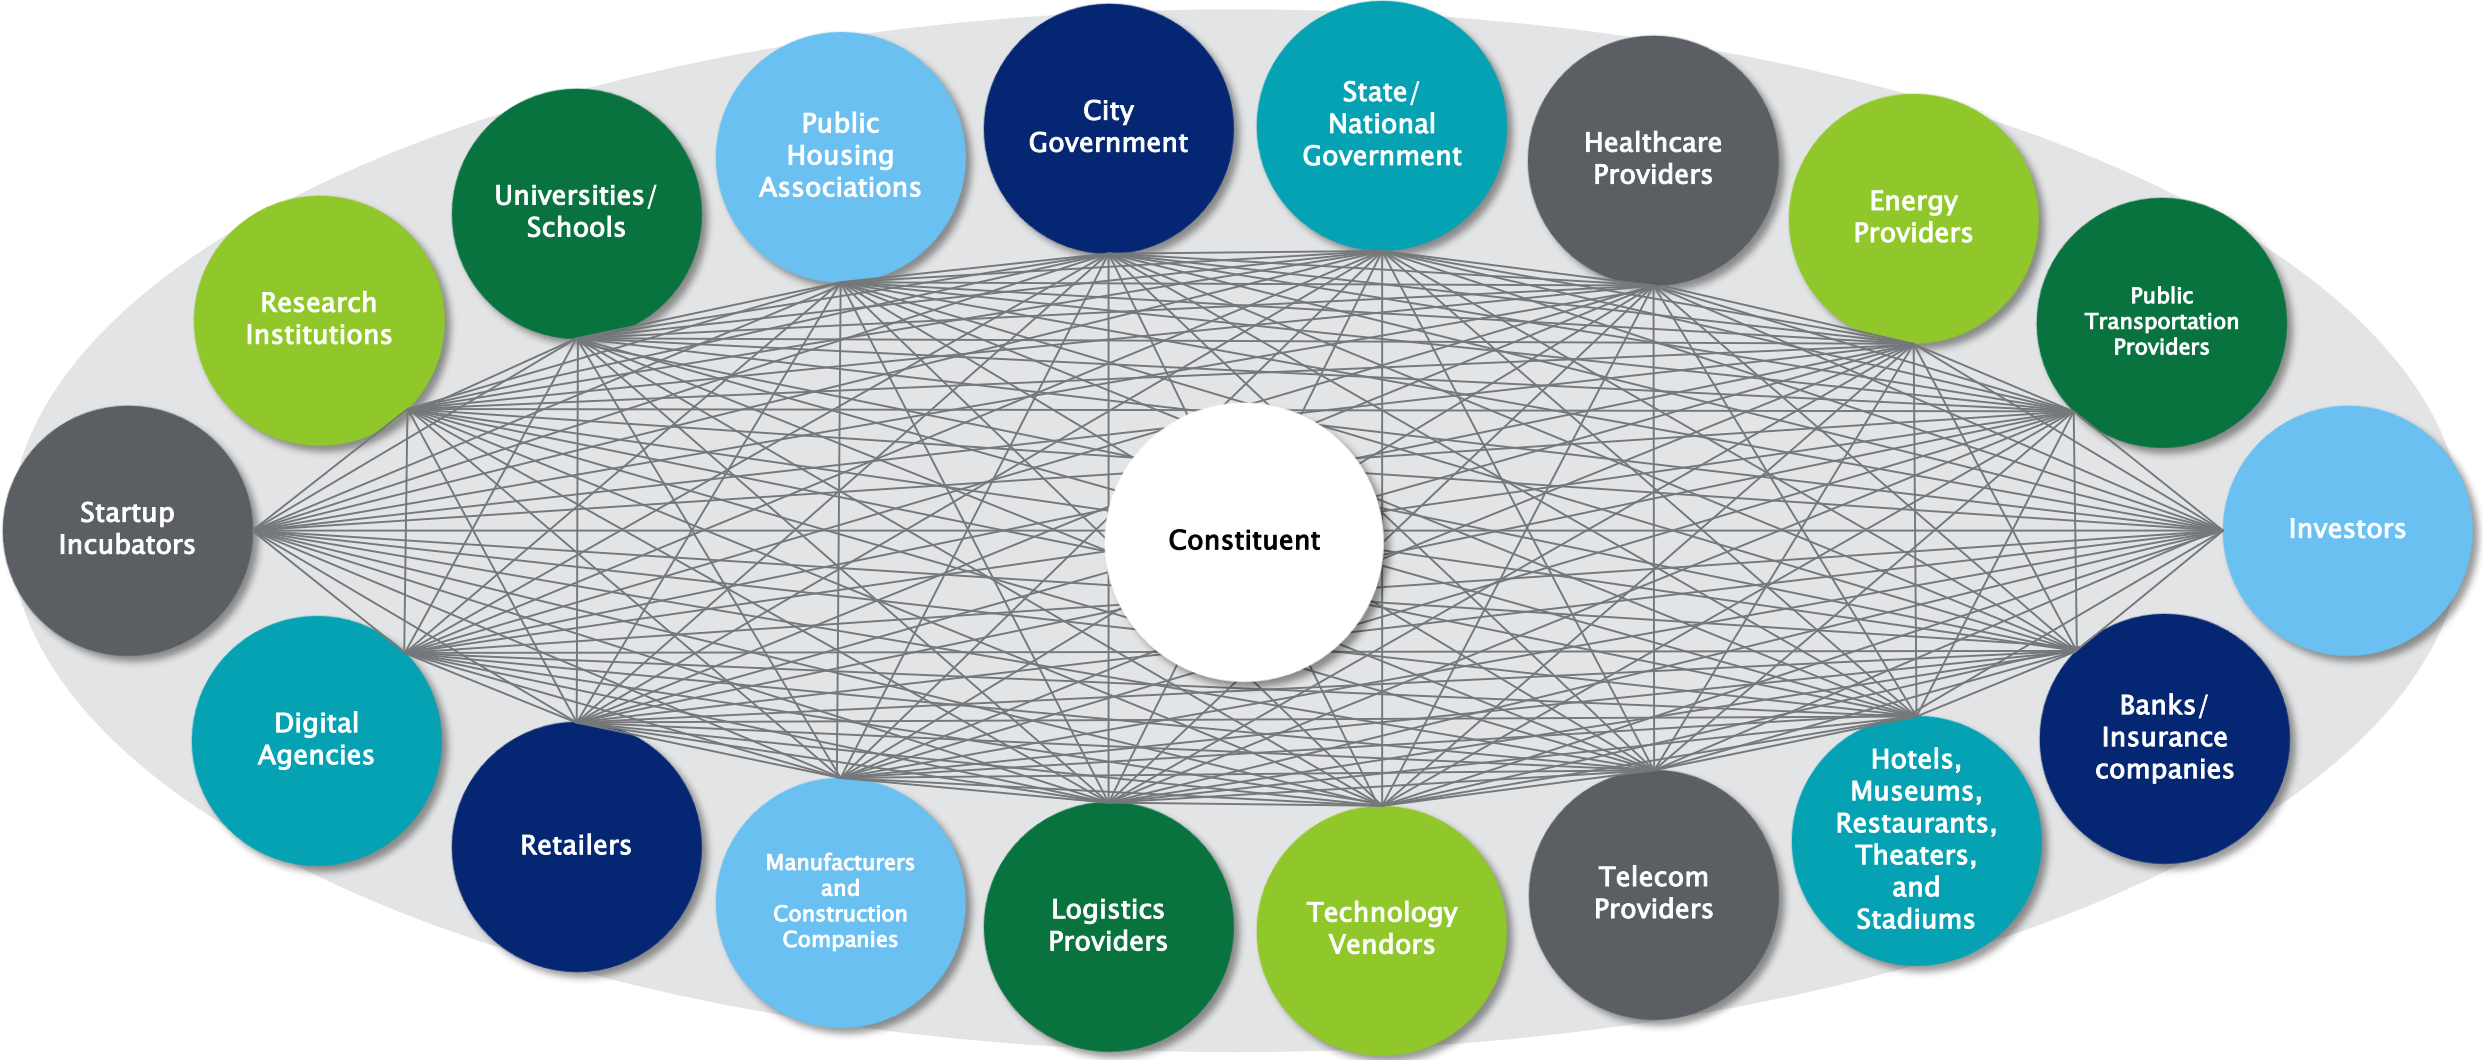 City
Government
State/
National
Government
Public
Housing
Associations
Healthcare
Providers
Universities/
Schools
Energy
Providers
Research
Institutions
Public
Transportation
Providers
Startup
Incubators
Constituent
Investors
Digital
Agencies
Banks/
Insurance
companies
Retailers
Hotels,
Museums,
Restaurants,
Theaters,
and
Stadiums
Manufacturers
and
Construction
Companies
Logistics
Providers
Technology
Vendors
Telecom
Providers